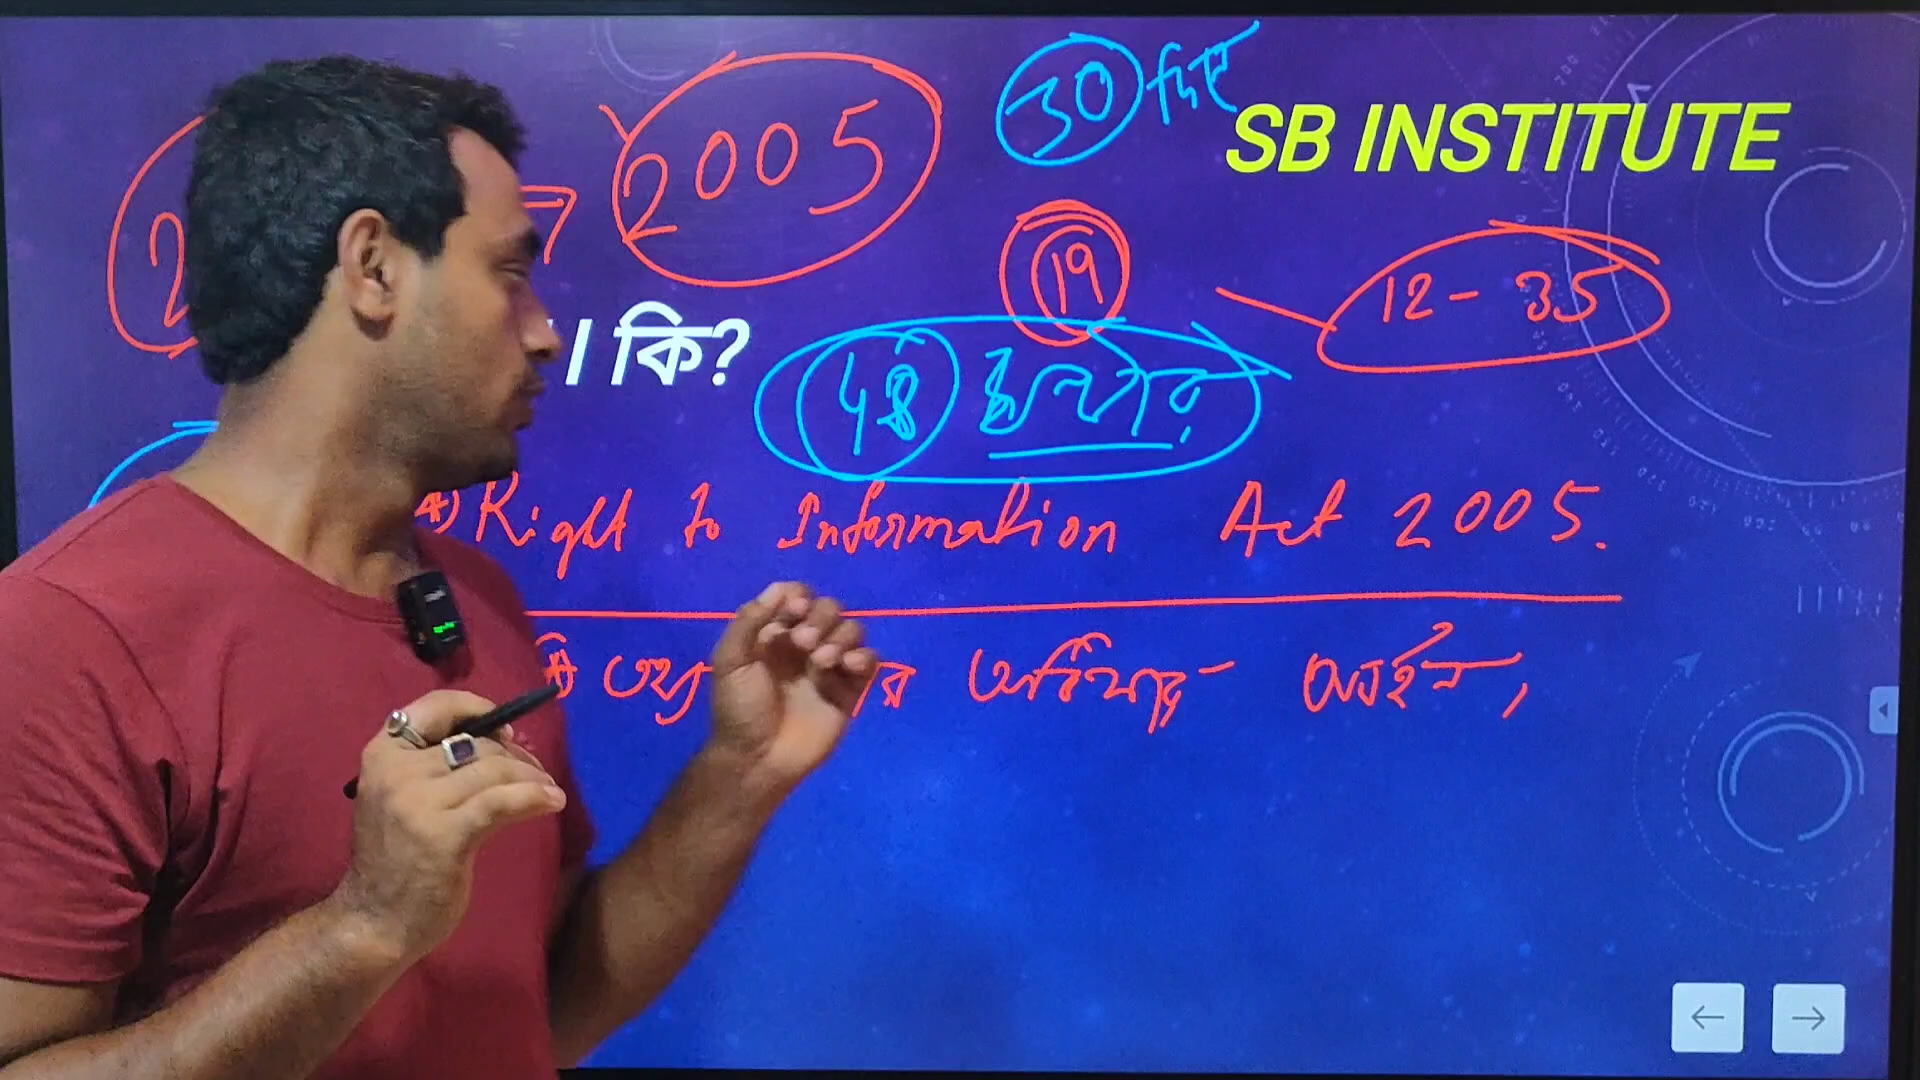 30 দিন
SB INSTITUTE
2005
19
12 - 35
I কি?
48 ঘন্টার
Right to Information Act 2005.
অধিকার আইন,